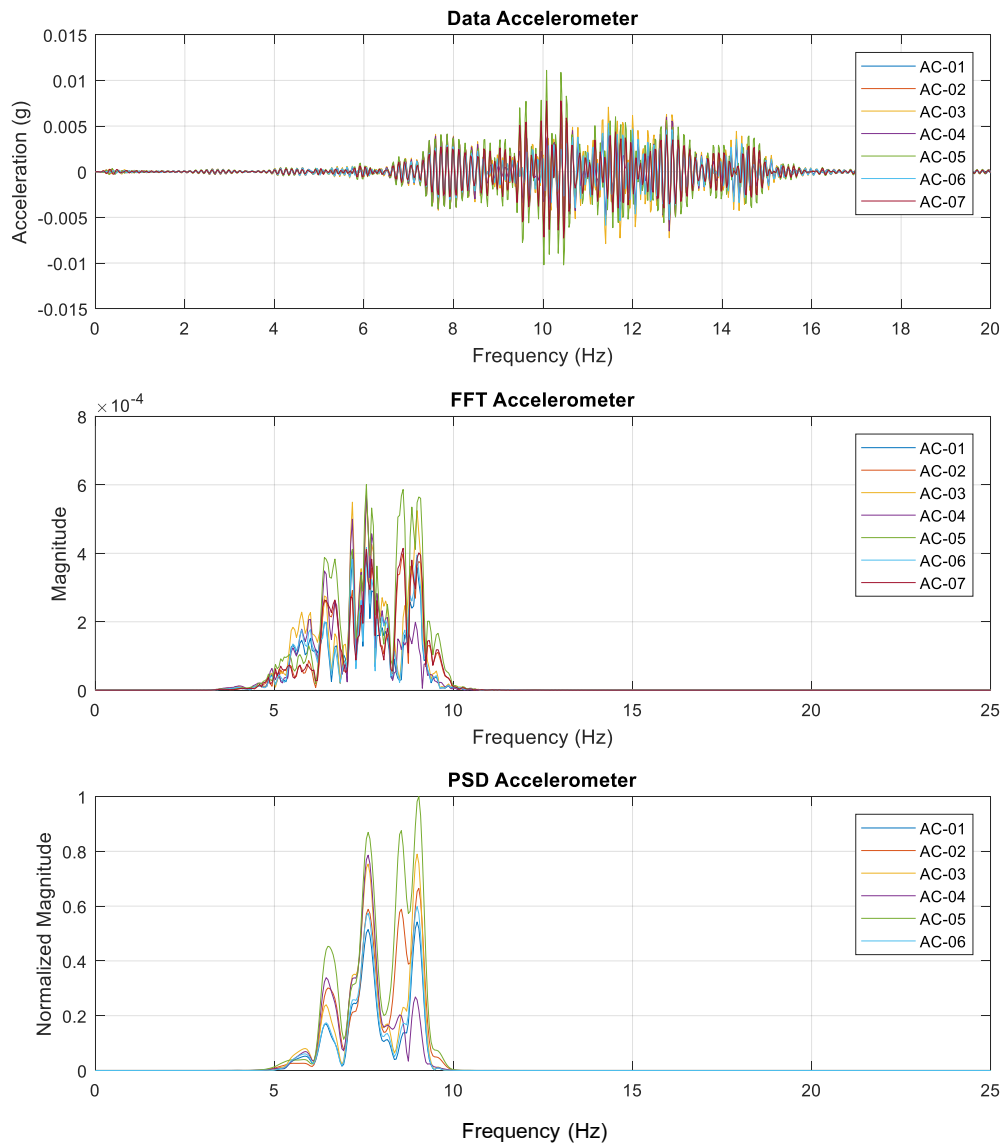 Data Accelerometer
0.015
0.01
0.005
0
-0.005
-0.01
-0.015
Acceleration (g)
0 2 4 6 8 10 12 14 16 18 20
Frequency (Hz)
AC-01
AC-02
AC-03
AC-04
AC-05
AC-06
AC-07
FFT Accelerometer
× 10^-4
8
6
4
2
0
Magnitude
0 5 10 15 20 25
Frequency (Hz)
AC-01
AC-02
AC-03
AC-04
AC-05
AC-06
AC-07
PSD Accelerometer
1
0.8
0.6
0.4
0.2
0
Normalized Magnitude
0 5 10 15 20 25
Frequency (Hz)
AC-01
AC-02
AC-03
AC-04
AC-05
AC-06